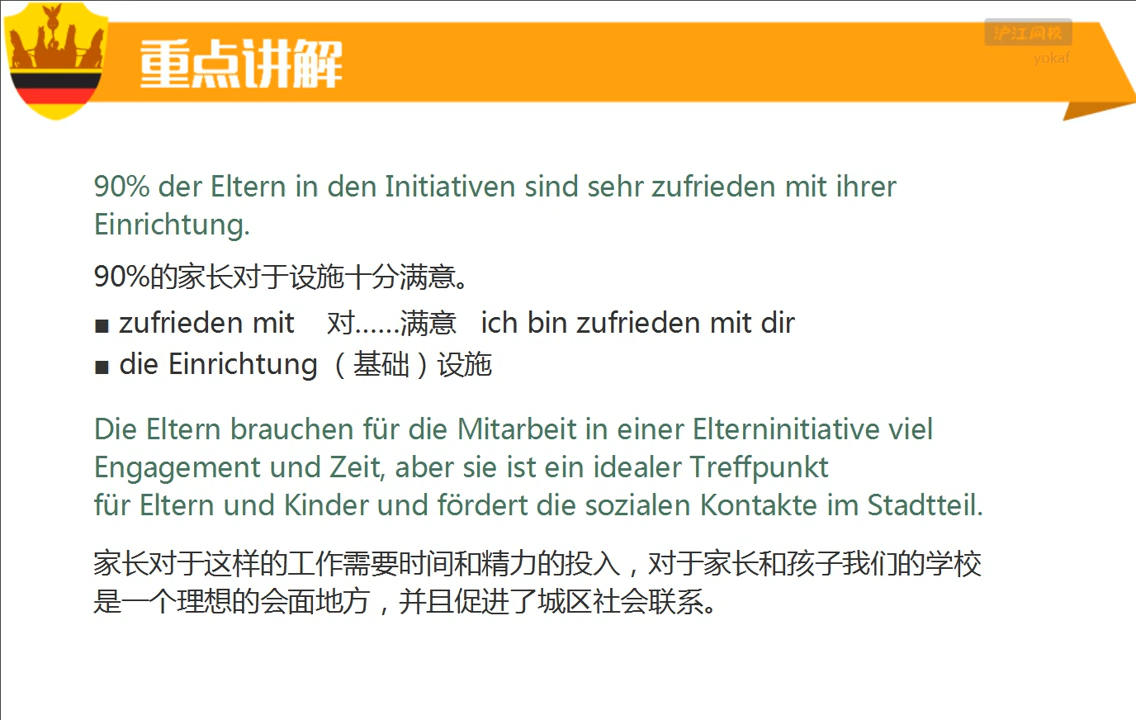 重点讲解
沪江网校
yokaf
90% der Eltern in den Initiativen sind sehr zufrieden mit ihrer
Einrichtung.
90%的家长对于设施十分满意。
■ zufrieden mit 对……满意 ich bin zufrieden mit dir
■ die Einrichtung （基础）设施
Die Eltern brauchen für die Mitarbeit in einer Elterninitiative viel
Engagement und Zeit, aber sie ist ein idealer Treffpunkt
für Eltern und Kinder und fördert die sozialen Kontakte im Stadtteil.
家长对于这样的工作需要时间和精力的投入，对于家长和孩子我们的学校
是一个理想的会面地方，并且促进了城区社会联系。